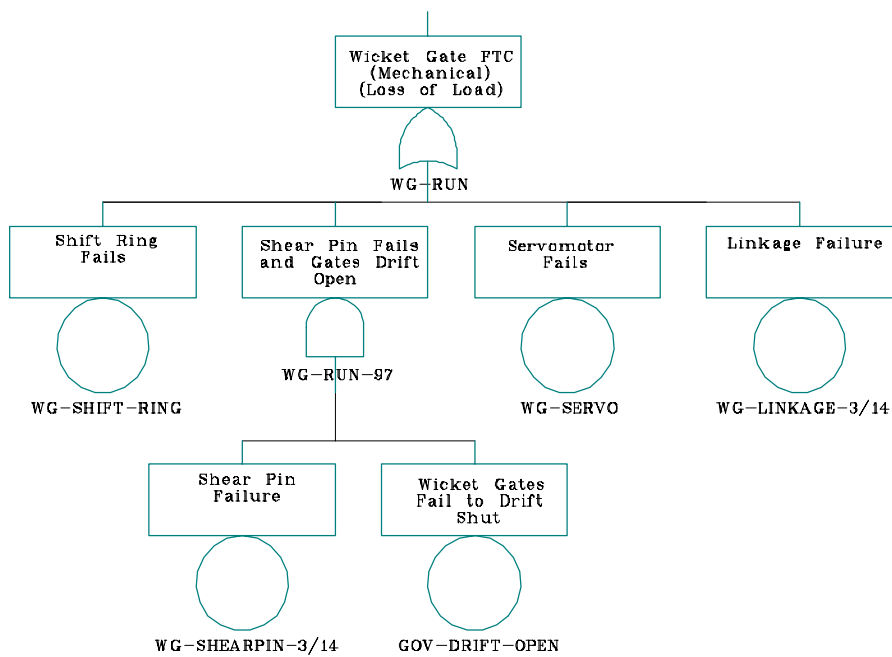 Wicket Gate FTC
(Mechanical)
(Loss of Load)
WG-RUN
Shift Ring
Fails
Shear Pin Fails
and Gates Drift
Open
Servomotor
Fails
Linkage Failure
WG-SHIFT-RING
WG-RUN-97
WG-SERVO
WG-LINKAGE-3/14
Shear Pin
Failure
Wicket Gates
Fail to Drift
Shut
WG-SHEARPIN-3/14
GOV-DRIFT-OPEN